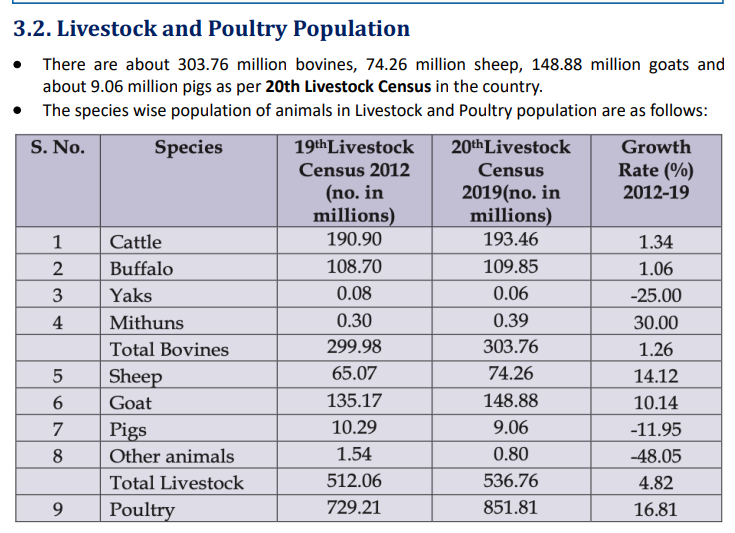 3.2. Livestock and Poultry Population
• There are about 303.76 million bovines, 74.26 million sheep, 148.88 million goats and
about 9.06 million pigs as per 20th Livestock Census in the country.
• The species wise population of animals in Livestock and Poultry population are as follows:
S. No. Species 19thLivestock 20thLivestock Growth
Census 2012 Census Rate (%)
(no. in 2019(no. in 2012-19
millions) millions)
1 Cattle 190.90 193.46 1.34
2 Buffalo 108.70 109.85 1.06
3 Yaks 0.08 0.06 -25.00
4 Mithuns 0.30 0.39 30.00
Total Bovines 299.98 303.76 1.26
5 Sheep 65.07 74.26 14.12
6 Goat 135.17 148.88 10.14
7 Pigs 10.29 9.06 -11.95
8 Other animals 1.54 0.80 -48.05
Total Livestock 512.06 536.76 4.82
9 Poultry 729.21 851.81 16.81